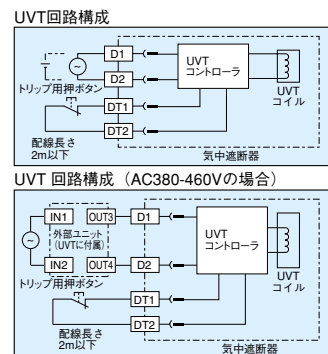 UVT回路構成
D1
D2
トリップ用押ボタン
DT1
DT2
配線長さ
2m以下
UVT
コントローラ
UVT
コイル
気中遮断器
UVT 回路構成（AC380-460Vの場合）
IN1
OUT3
D1
外部ユニット
（UVTに付属）
IN2
OUT4
D2
トリップ用押ボタン
DT1
DT2
配線長さ
2m以下
UVT
コントローラ
UVT
コイル
気中遮断器